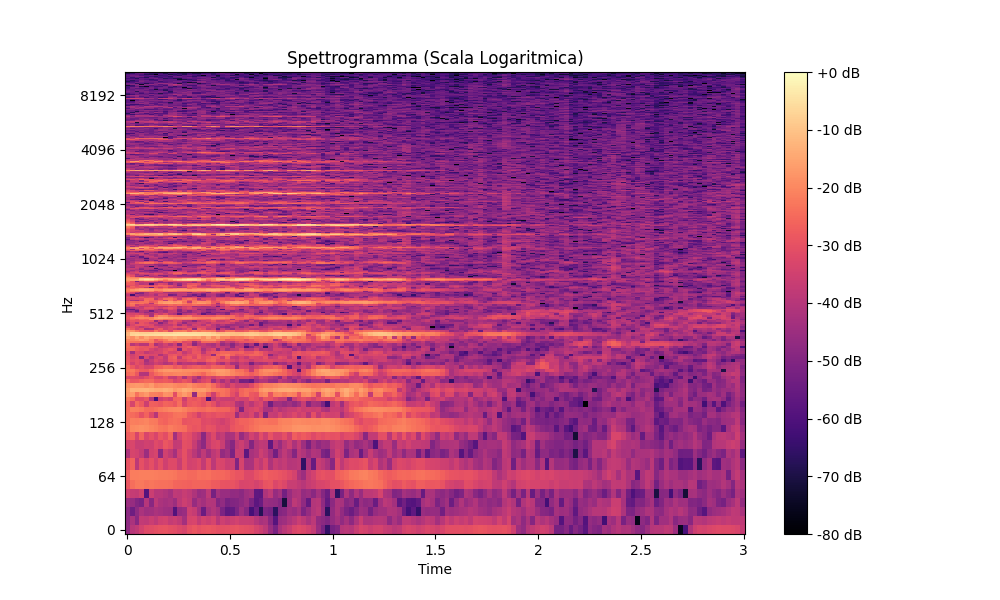 Spettrogramma (Scala Logaritmica)
Hz
8192
4096
2048
1024
512
256
128
64
0
0 0.5 1 1.5 2 2.5 3
Time
+0 dB
-10 dB
-20 dB
-30 dB
-40 dB
-50 dB
-60 dB
-70 dB
-80 dB